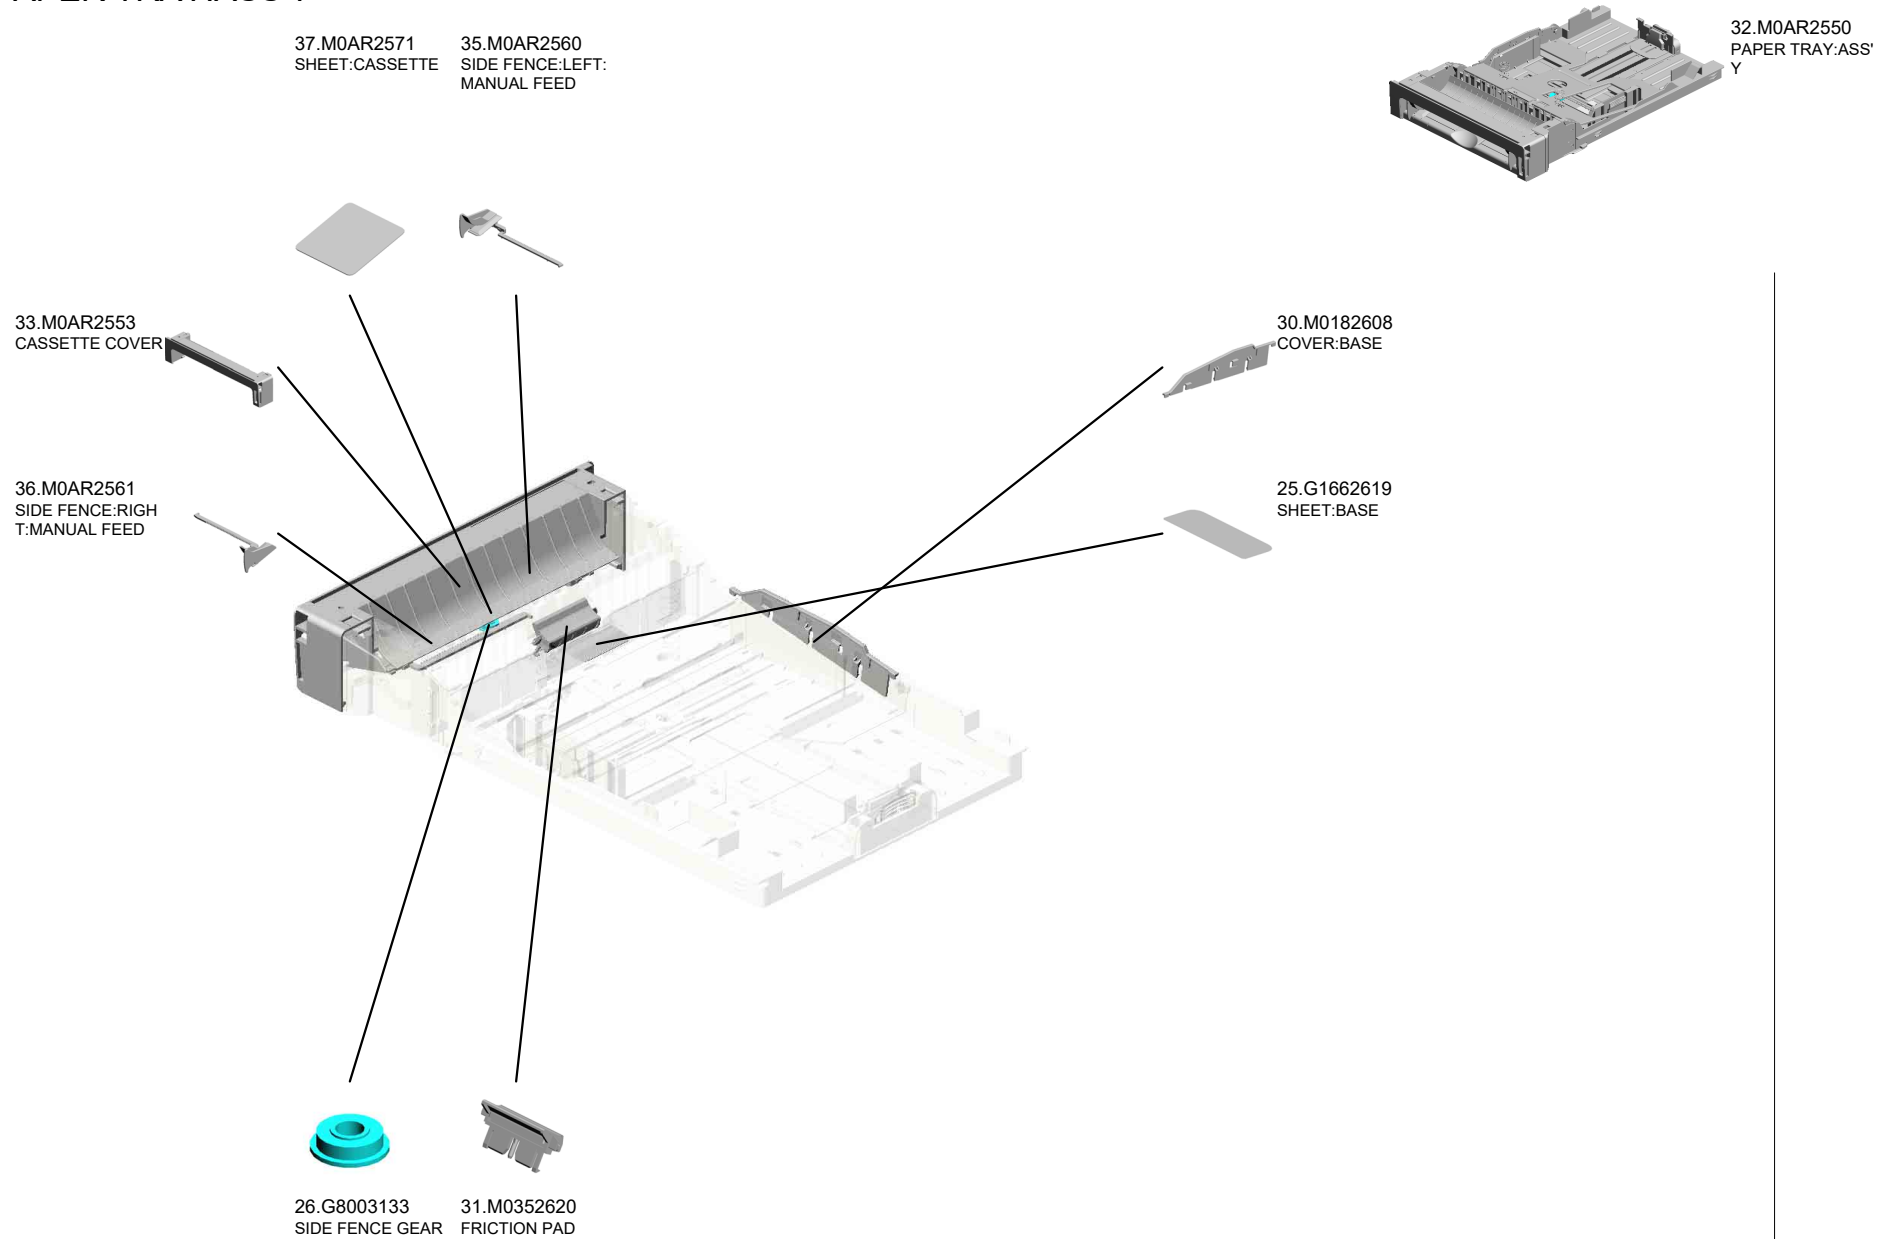 37.M0AR2571
SHEET:CASSETTE
35.M0AR2560
SIDE FENCE:LEFT:
MANUAL FEED
32.M0AR2550
PAPER TRAY:ASS'
Y
33.M0AR2553
CASSETTE COVER
30.M0182608
COVER:BASE
36.M0AR2561
SIDE FENCE:RIGH
T:MANUAL FEED
25.G1662619
SHEET:BASE
26.G8003133
SIDE FENCE GEAR
31.M0352620
FRICTION PAD